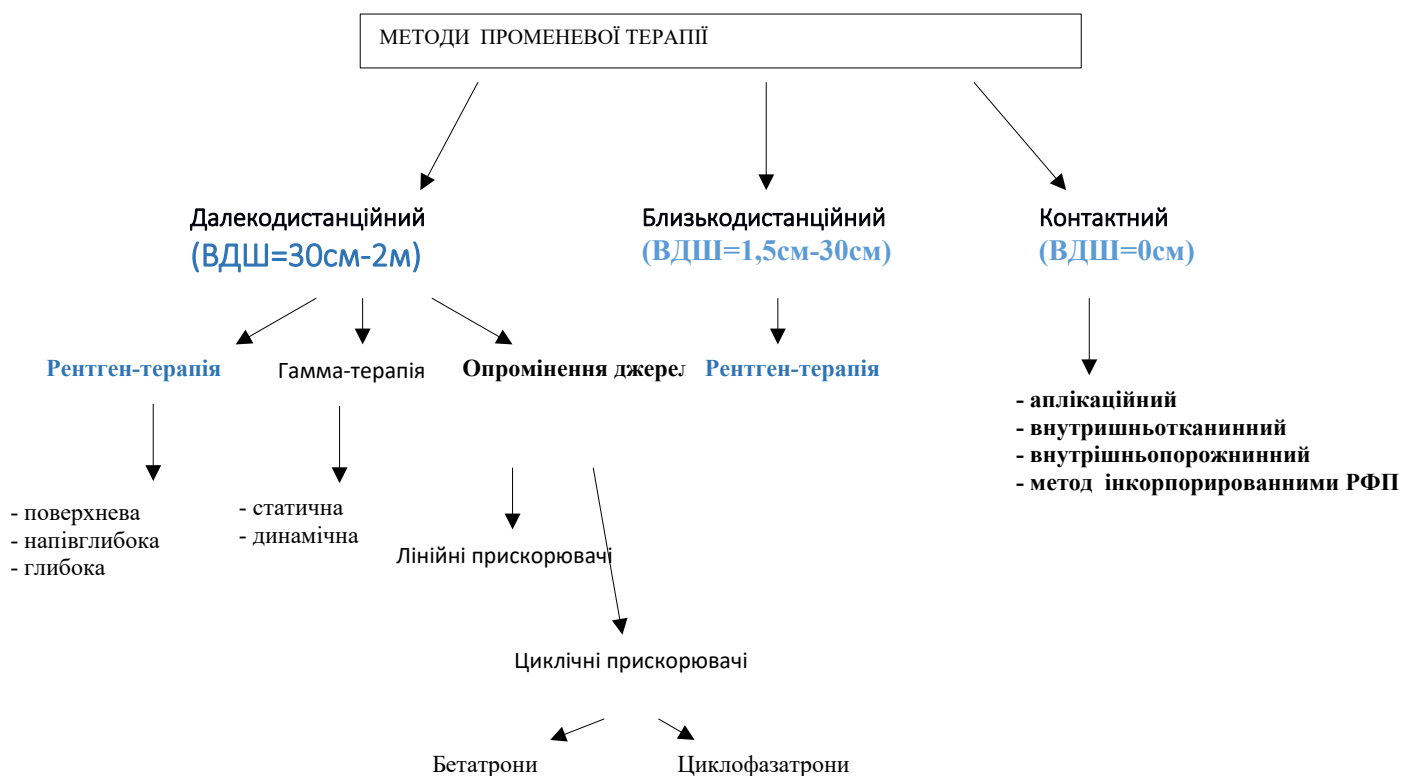 МЕТОДИ ПРОМЕНЕВОЇ ТЕРАПІЇ
Далекодистанційний
(ВДШ=30см-2м)
Близькодистанційний
(ВДШ=1,5см-30см)
Контактний
(ВДШ=0см)
Рентген-терапія
Гамма-терапія
Опромінення джерел
Рентген-терапія
- поверхнева
- напівглибока
- глибока
- статична
- динамічна
Лінійні прискорювачі
- аплікаційний
- внутришньотканинний
- внутрішньопорожнинний
- метод інкорпорированними РФП
Циклічні прискорювачі
Бетатрони
Циклофазатрони